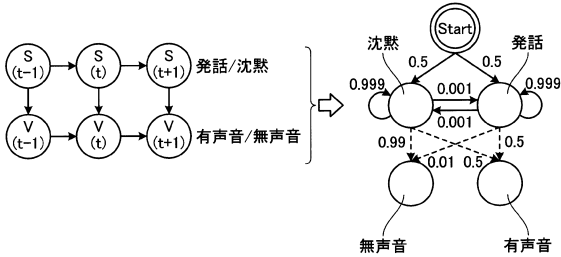 S
(t-1)
S
(t)
S
(t+1)
発話/沈黙
V
(t-1)
V
(t)
V
(t+1)
有声音/無声音
Start
沈黙
発話
0.5
0.5
0.999
0.001
0.999
0.001
0.99
0.01
0.5
0.5
無声音
有声音